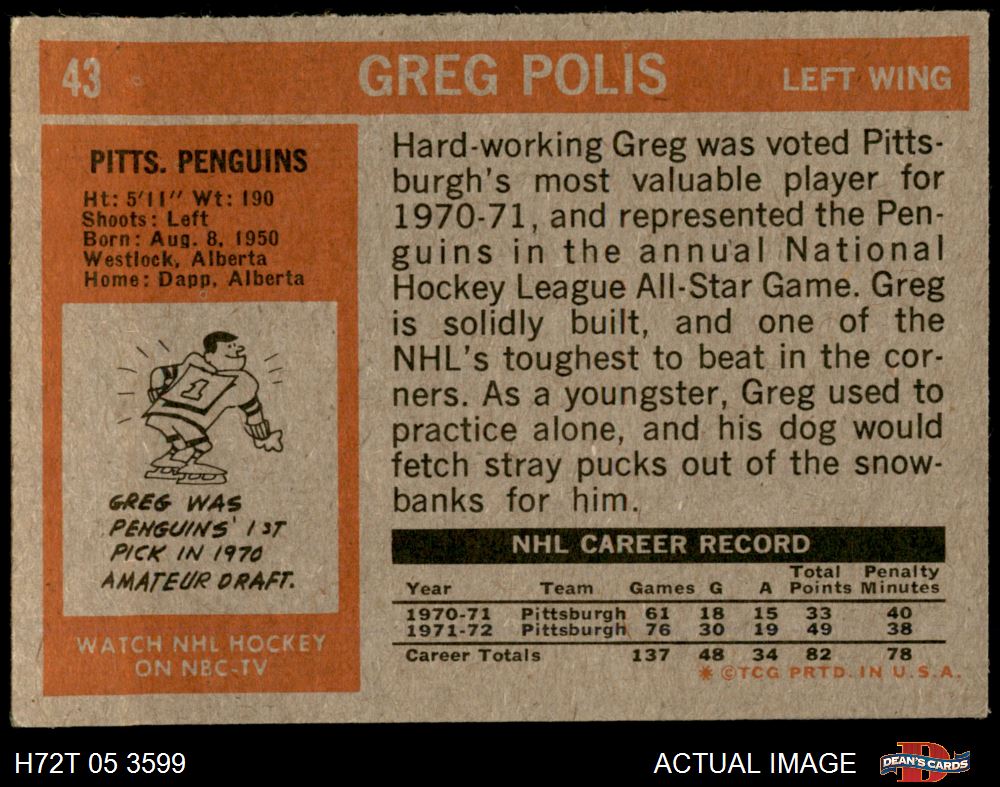 43 GREG POLIS LEFT WING
PITTS. PENGUINS
Ht: 5'11" Wt: 190
Shoots: Left
Born: Aug. 8, 1950
Westlock, Alberta
Home: Dapp, Alberta
1
GREG WAS
PENGUINS' 1ST
PICK IN 1970
AMATEUR DRAFT.
WATCH NHL HOCKEY
ON NBC-TV
Hard-working Greg was voted Pitts-
burgh's most valuable player for
1970-71, and represented the Pen-
guins in the annual National
Hockey League All-Star Game. Greg
is solidly built, and one of the
NHL's toughest to beat in the cor-
ners. As a youngster, Greg used to
practice alone, and his dog would
fetch stray pucks out of the snow-
banks for him.
NHL CAREER RECORD
Year Team Games G A Total Points Penalty Minutes
1970-71 Pittsburgh 61 18 15 33 40
1971-72 Pittsburgh 76 30 19 49 38
Career Totals 137 48 34 82 78
* ©TCG PRTD. IN U.S.A.
H72T 05 3599 ACTUAL IMAGE D DEAN'S CARDS